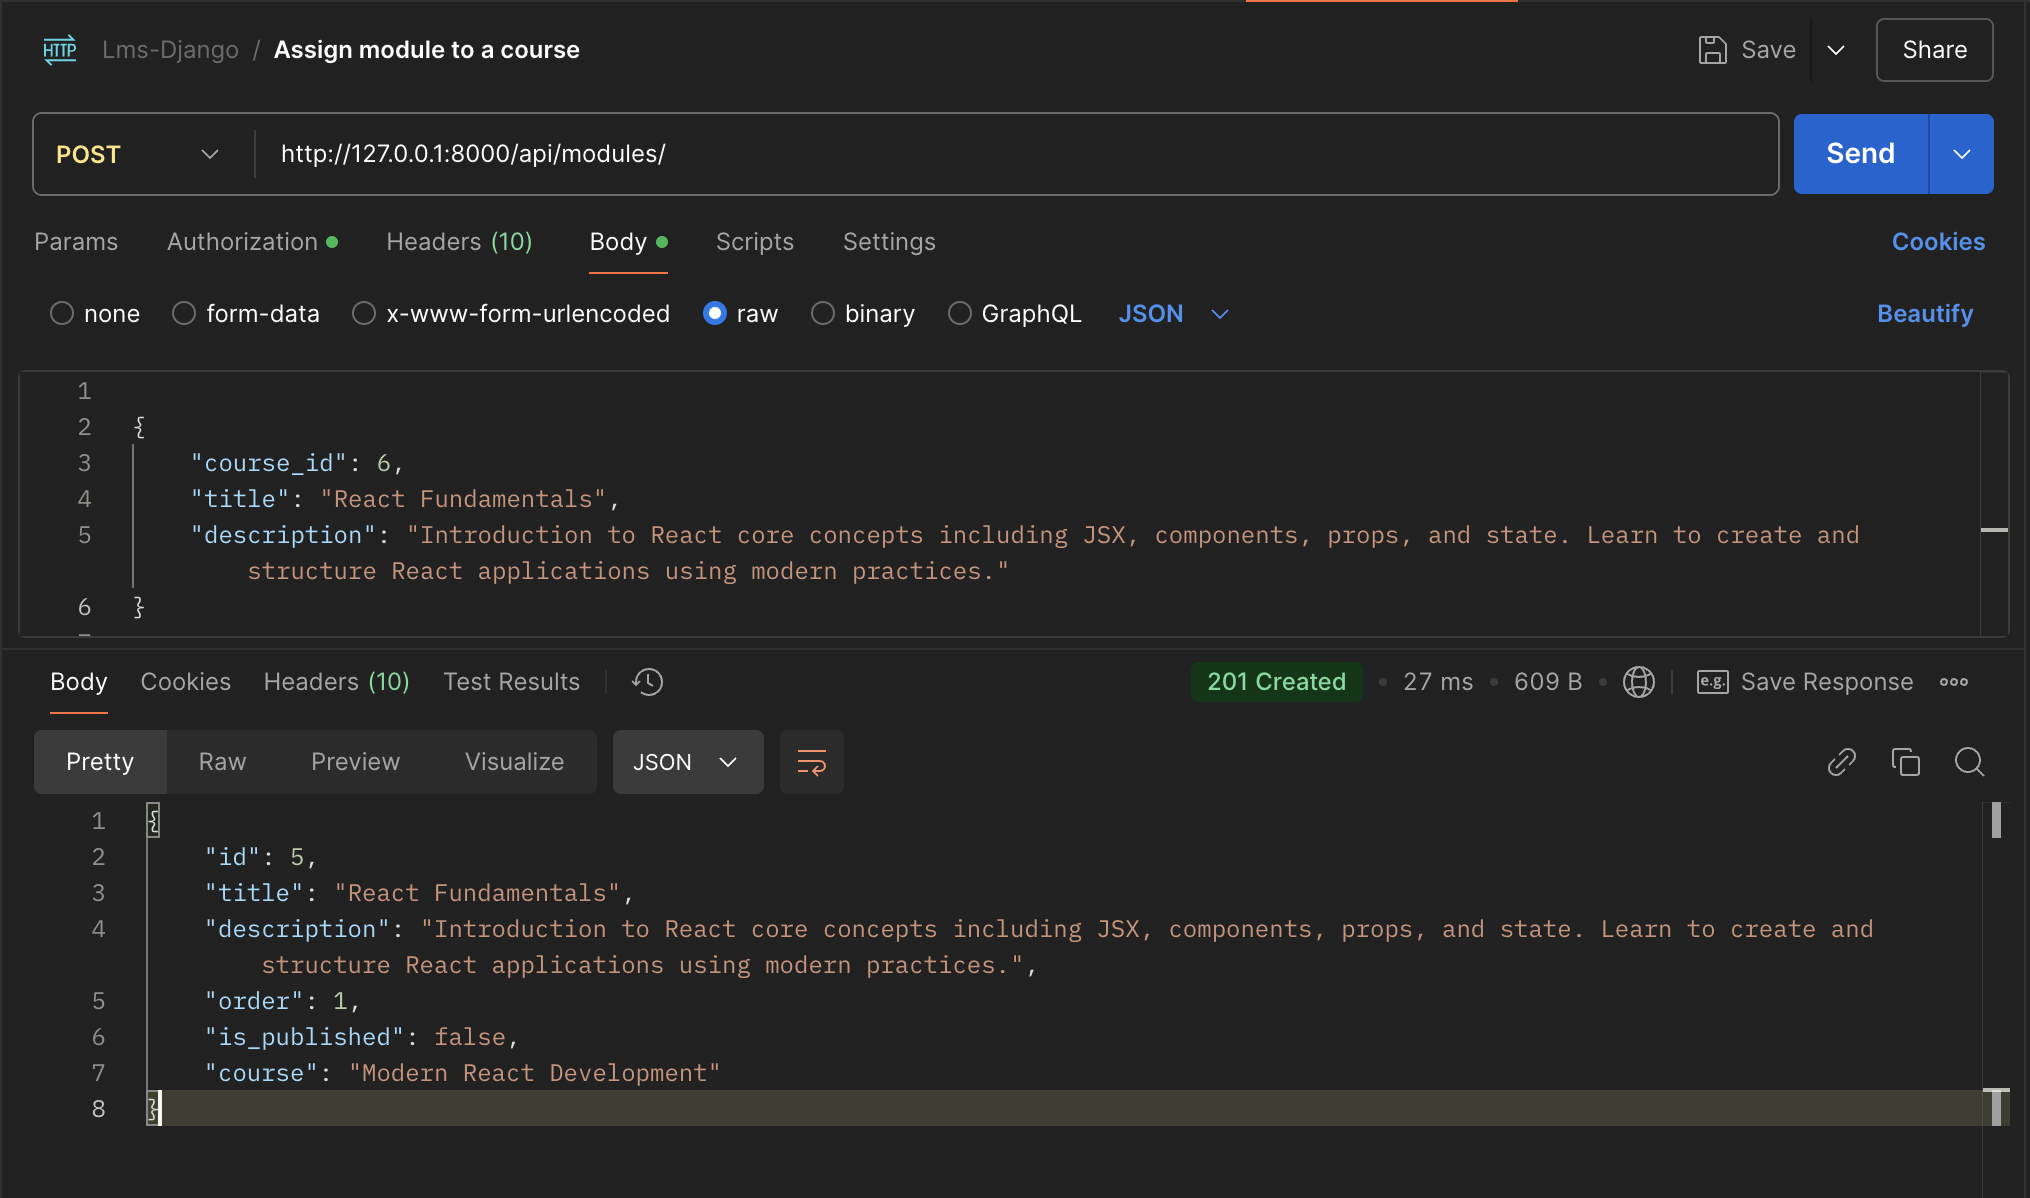 HTTP Lms-Django / Assign module to a course Save Share
POST http://127.0.0.1:8000/api/modules/ Send
Params Authorization Headers (10) Body Scripts Settings Cookies
none form-data x-www-form-urlencoded raw binary GraphQL JSON Beautify
1
2 {
3 "course_id": 6,
4 "title": "React Fundamentals",
5 "description": "Introduction to React core concepts including JSX, components, props, and state. Learn to create and
structure React applications using modern practices."
6 }
Body Cookies Headers (10) Test Results 201 Created • 27 ms • 609 B • e.g. Save Response
Pretty Raw Preview Visualize JSON
1 {
2 "id": 5,
3 "title": "React Fundamentals",
4 "description": "Introduction to React core concepts including JSX, components, props, and state. Learn to create and
structure React applications using modern practices.",
5 "order": 1,
6 "is_published": false,
7 "course": "Modern React Development"
8 }